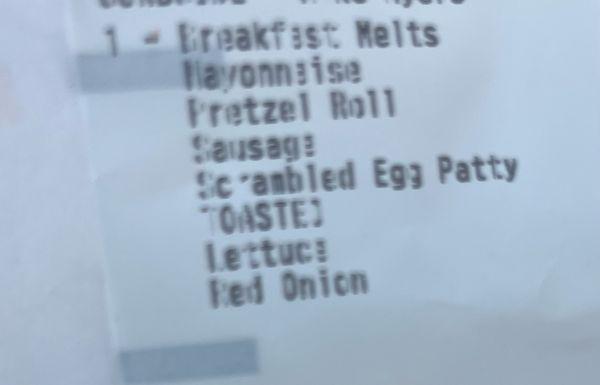 1 - Breakfast Melts
Mayonnaise
Pretzel Roll
Sausage
Scrambled Egg Patty
TOASTED
Lettuce
Red Onion